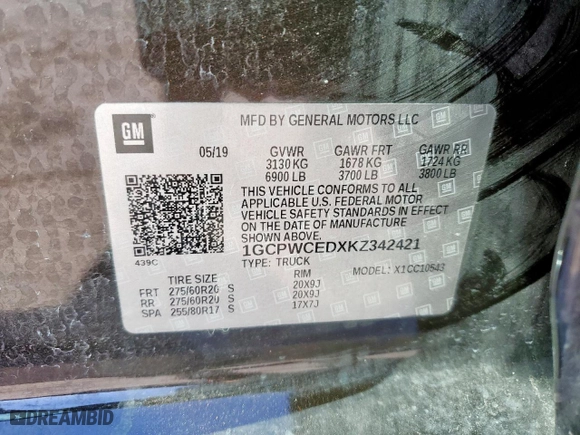 GM
MFD BY GENERAL MOTORS LLC
05/19 GVWR GAWR FRT GAWR RR
3130 KG 1678 KG 1724 KG
6900 LB 3700 LB 3800 LB
THIS VEHICLE CONFORMS TO ALL
APPLICABLE U.S. FEDERAL MOTOR
VEHICLE SAFETY STANDARDS IN EFFECT
ON THE DATE OF MANUFACTURE
SHOWN ABOVE.
1GCPWCEDXKZ342421
439C TYPE: TRUCK MODEL: X1CC10543
TIRE SIZE RIM
FRT 275/60R20 S 20X9J
RR 275/60R20 S 20X9J
SPA 255/80R17 S 17X7J
DREAMBID